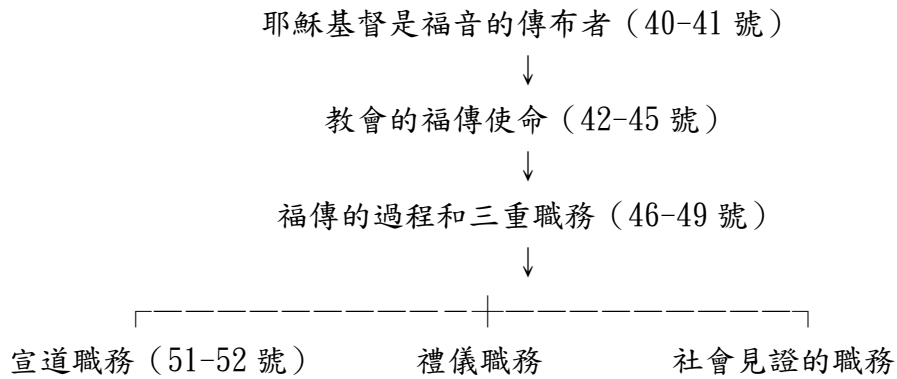 耶穌基督是福音的傳布者（40-41 號）
↓
教會的福傳使命（42-45 號）
↓
福傳的過程和三重職務（46-49 號）
↓
宣道職務（51-52 號） 禮儀職務 社會見證的職務